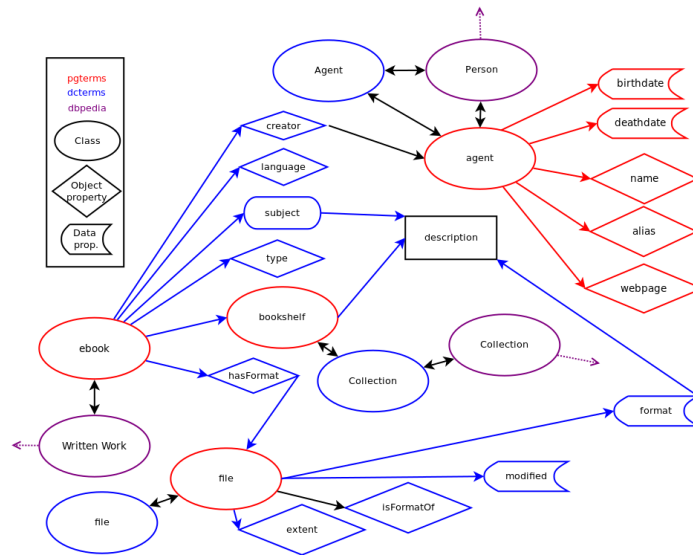 pgterms
dcterms
dbpedia
Class
Object
property
Data
prop.
Agent
Person
birthdate
deathdate
creator
agent
language
name
subject
alias
description
type
webpage
bookshelf
ebook
Collection
Collection
hasFormat
format
Written Work
file
modified
isFormatOf
file
extent